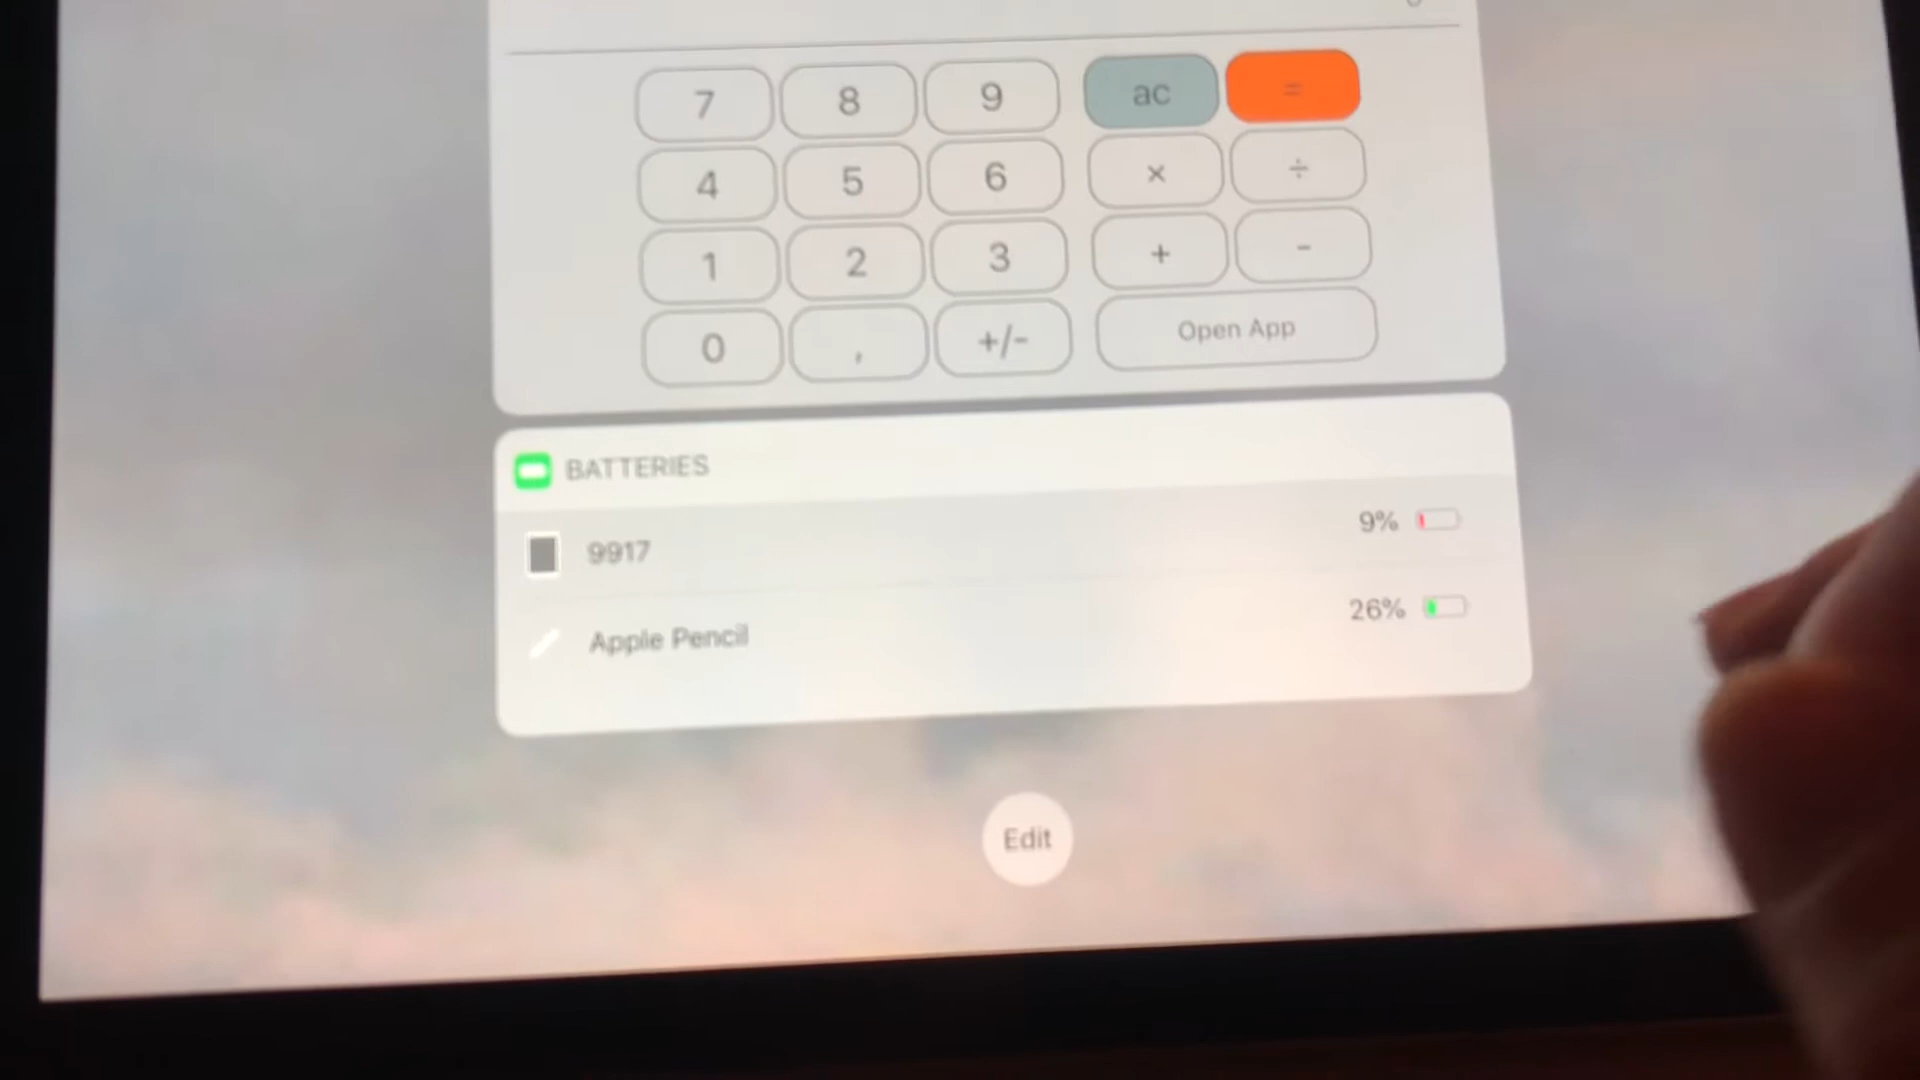 7 8 9 ac =
4 5 6 × ÷
1 2 3 + -
0 , +/- Open App
BATTERIES
9917 9%
Apple Pencil 26%
Edit